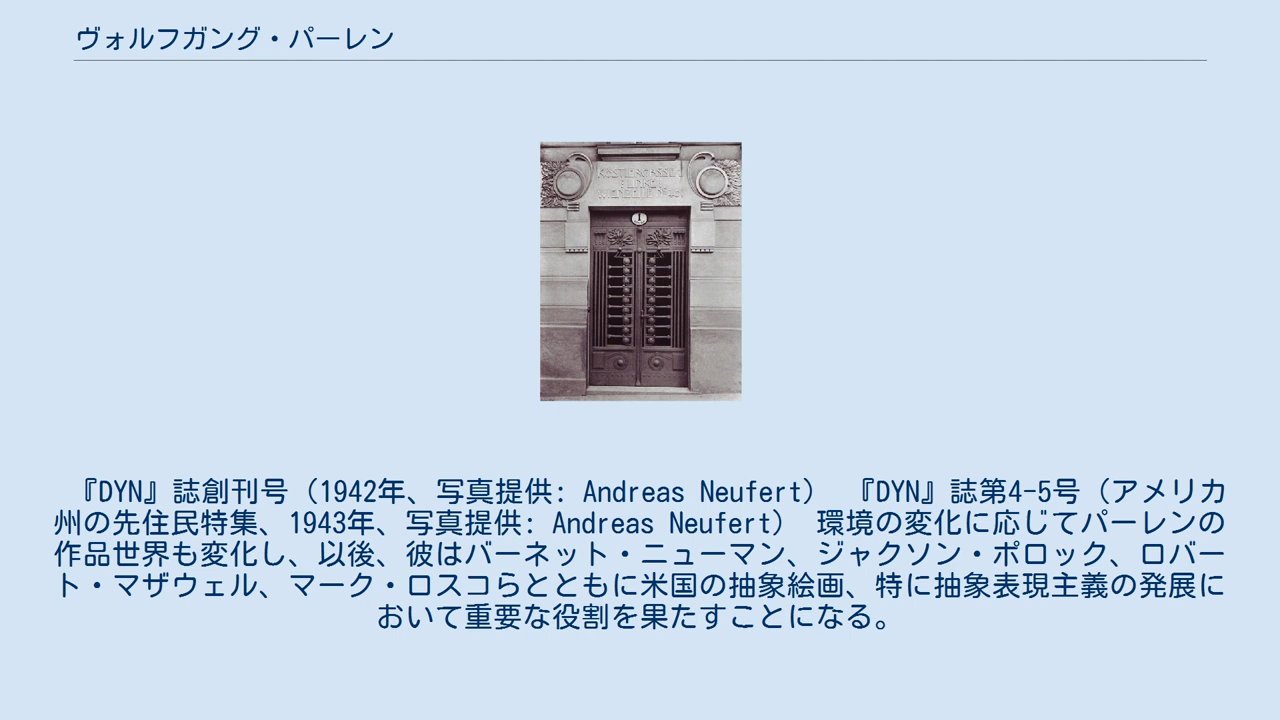 ヴォルフガング・パーレン
『DYN』誌創刊号（1942年、写真提供: Andreas Neufert）　『DYN』誌第4-5号（アメリカ
州の先住民特集、1943年、写真提供: Andreas Neufert）　環境の変化に応じてパーレンの
作品世界も変化し、以後、彼はバーネット・ニューマン、ジャクソン・ポロック、ロバー
ト・マザウェル、マーク・ロスコらとともに米国の抽象絵画、特に抽象表現主義の発展に
おいて重要な役割を果たすことになる。